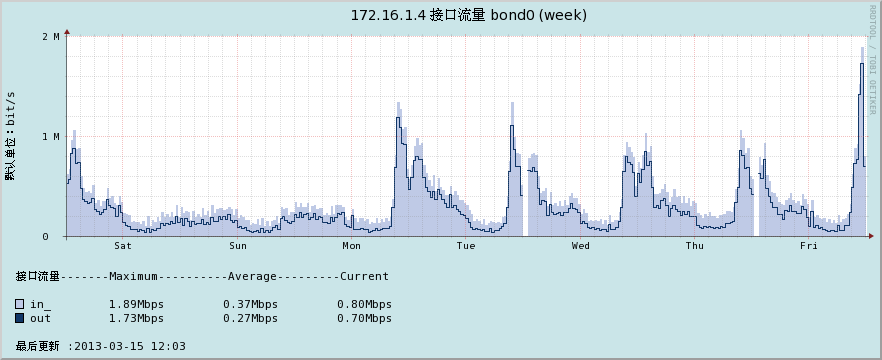 172.16.1.4 接口流量 bond0 (week)
RRDTOOL / TOBI OETIKER
默认单位：bit/s
2 M
1 M
0
Sat Sun Mon Tue Wed Thu Fri
接口流量-------Maximum----------Average---------Current
in_ 1.89Mbps 0.37Mbps 0.80Mbps
out 1.73Mbps 0.27Mbps 0.70Mbps
最后更新 :2013-03-15 12:03